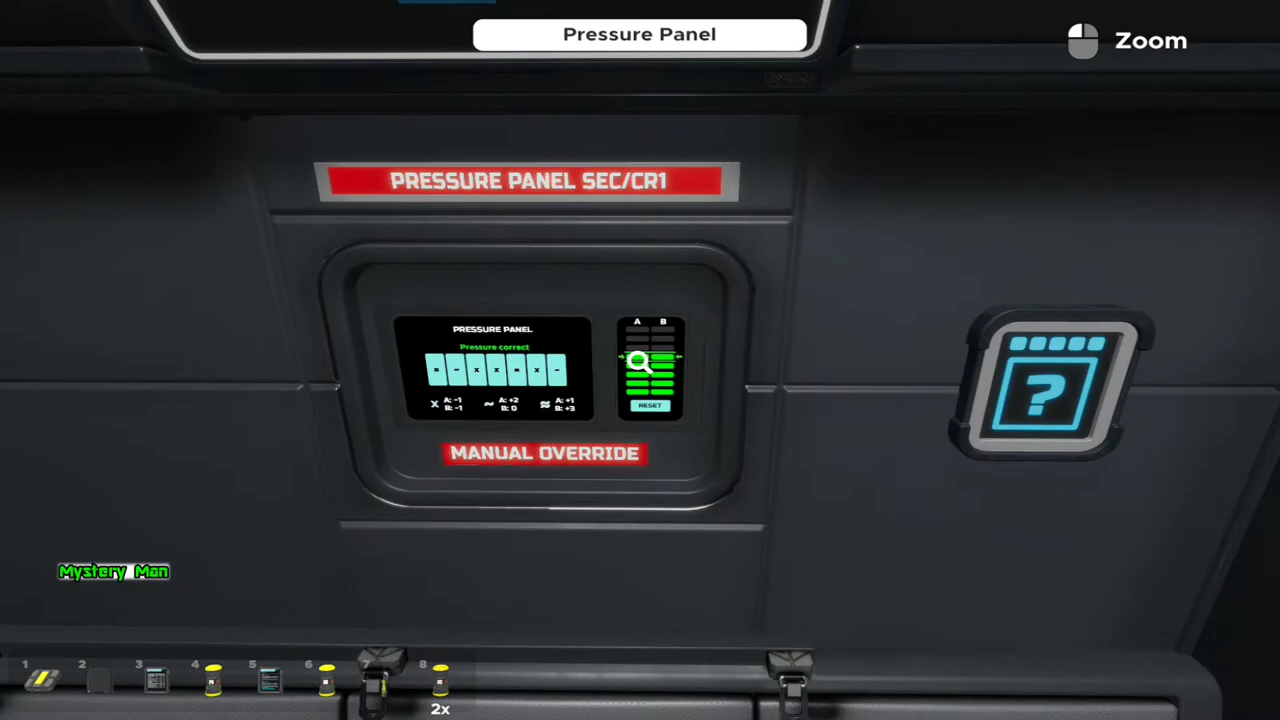 Pressure Panel
Zoom
PRESSURE PANEL SEC/CR1
PRESSURE PANEL
Pressure correct
A B
X A: -1 B: -1
~ A: +2 B: 0
≈ A: +1 B: +3
RESET
MANUAL OVERRIDE
?
Mystery Man
1 2 3 4 5 6 7 8
2x